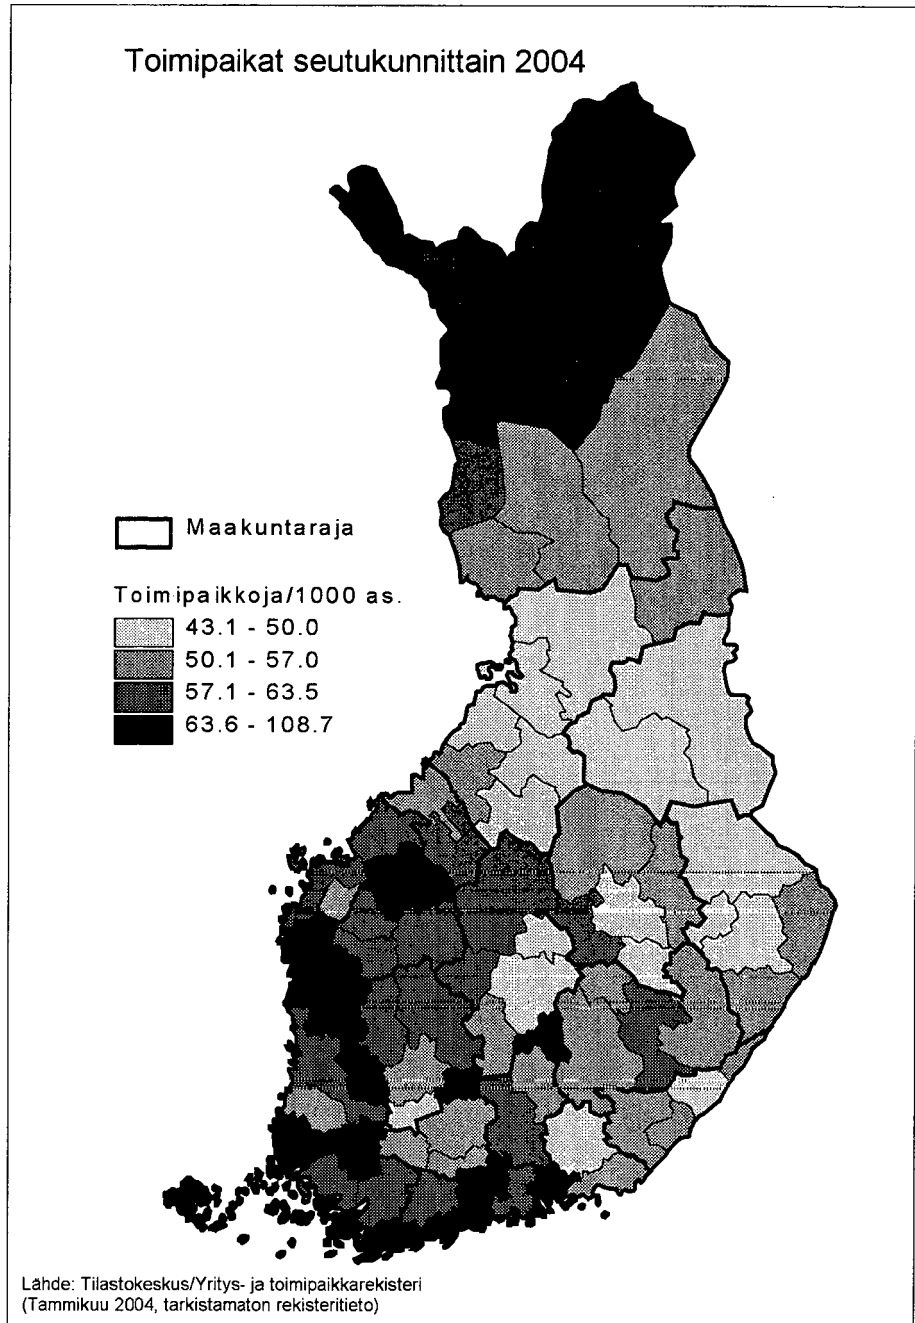 Toimipaikat seutukunnittain 2004
Maakuntaraja
Toimipaikkoja/1000 as.
43.1 - 50.0
50.1 - 57.0
57.1 - 63.5
63.6 - 108.7
Lähde: Tilastokeskus/Yritys- ja toimipaikkarekisteri
(Tammikuu 2004, tarkistamaton rekisteritieto)